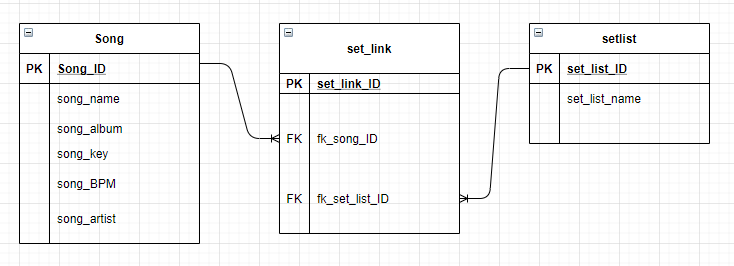 Song
PK Song_ID
song_name
song_album
song_key
song_BPM
song_artist
set_link
PK set_link_ID
FK fk_song_ID
FK fk_set_list_ID
setlist
PK set_list_ID
set_list_name